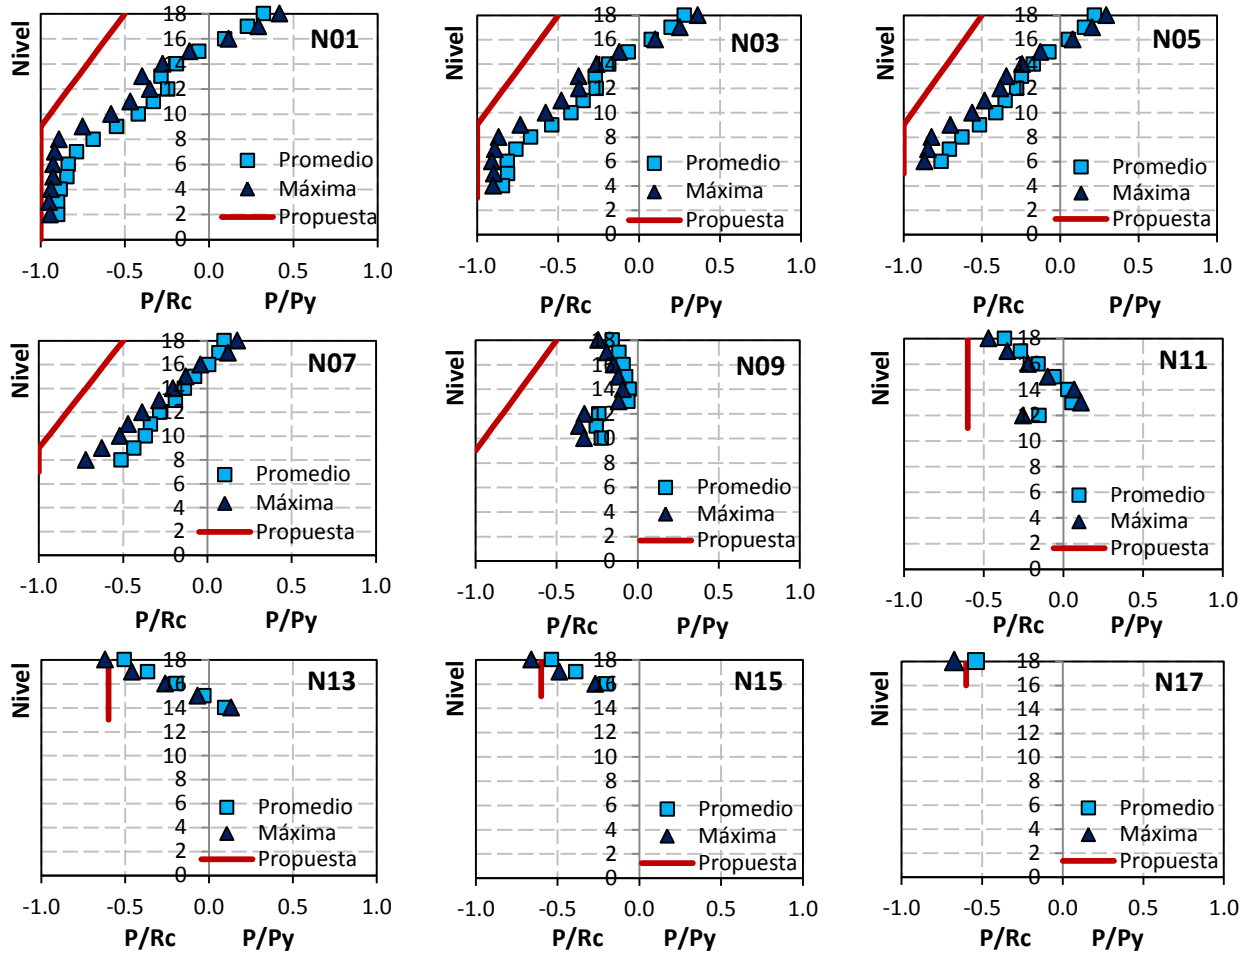 Nivel
N01
18
16
14
12
10
8
6
4
2
0
Promedio
Máxima
Propuesta
-1.0 -0.5 0.0 0.5 1.0
P/Rc P/Py
Nivel
N03
18
16
14
12
10
8
6
4
2
0
Promedio
Máxima
Propuesta
-1.0 -0.5 0.0 0.5 1.0
P/Rc P/Py
Nivel
N05
18
16
14
12
10
8
6
4
2
0
Promedio
Máxima
Propuesta
-1.0 -0.5 0.0 0.5 1.0
P/Rc P/Py
Nivel
N07
18
16
14
12
10
8
6
4
2
0
Promedio
Máxima
Propuesta
-1.0 -0.5 0.0 0.5 1.0
P/Rc P/Py
Nivel
N09
18
16
14
12
10
8
6
4
2
0
Promedio
Máxima
Propuesta
-1.0 -0.5 0.0 0.5 1.0
P/Rc P/Py
Nivel
N11
18
16
14
12
10
8
6
4
2
0
Promedio
Máxima
Propuesta
-1.0 -0.5 0.0 0.5 1.0
P/Rc P/Py
Nivel
N13
18
16
14
12
10
8
6
4
2
0
Promedio
Máxima
Propuesta
-1.0 -0.5 0.0 0.5 1.0
P/Rc P/Py
Nivel
N15
18
16
14
12
10
8
6
4
2
0
Promedio
Máxima
Propuesta
-1.0 -0.5 0.0 0.5 1.0
P/Rc P/Py
Nivel
N17
18
16
14
12
10
8
6
4
2
0
Promedio
Máxima
Propuesta
-1.0 -0.5 0.0 0.5 1.0
P/Rc P/Py